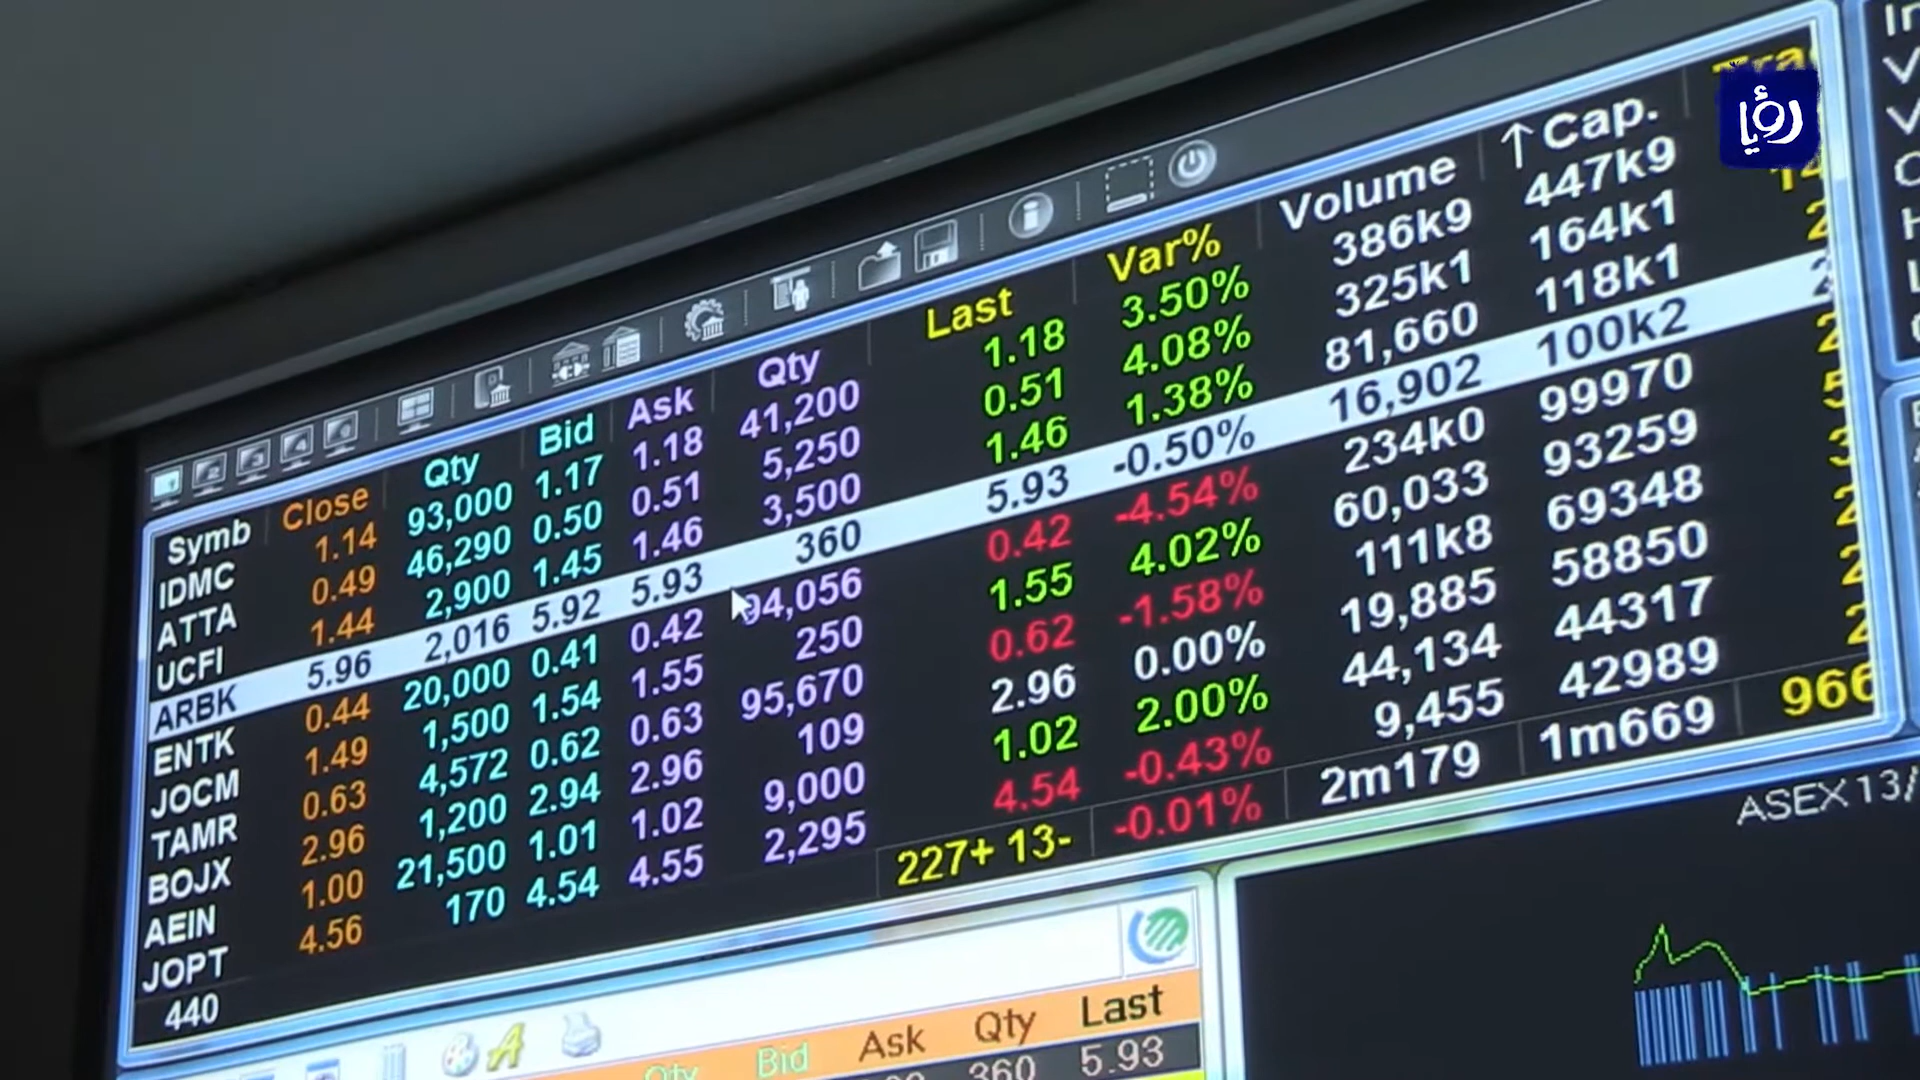 رؤيا
Symb Close Qty Bid Ask Qty Last Var% Volume ↑Cap.
IDMC 1.14 93,000 1.17 1.18 41,200 1.18 3.50% 386k9 447k9
ATTA 0.49 46,290 0.50 0.51 5,250 0.51 4.08% 325k1 164k1
UCFI 1.44 2,900 1.45 1.46 3,500 1.46 1.38% 81,660 118k1
ARBK 5.96 2,016 5.92 5.93 360 5.93 -0.50% 16,902 100k2
ENTK 0.44 20,000 0.41 0.42 94,056 0.42 -4.54% 234k0 99970
JOCM 1.49 1,500 1.54 1.55 250 1.55 4.02% 60,033 93259
TAMR 0.63 4,572 0.62 0.63 95,670 0.62 -1.58% 111k8 69348
BOJX 2.96 1,200 2.94 2.96 109 2.96 0.00% 19,885 58850
AEIN 1.00 21,500 1.01 1.02 9,000 1.02 2.00% 44,134 44317
JOPT 4.56 170 4.54 4.55 2,295 4.54 -0.43% 9,455 42989
440 227+ 13- -0.01% 2m179 1m669 966
ASEX 13/
Qty Bid Ask Qty Last
360 5.93